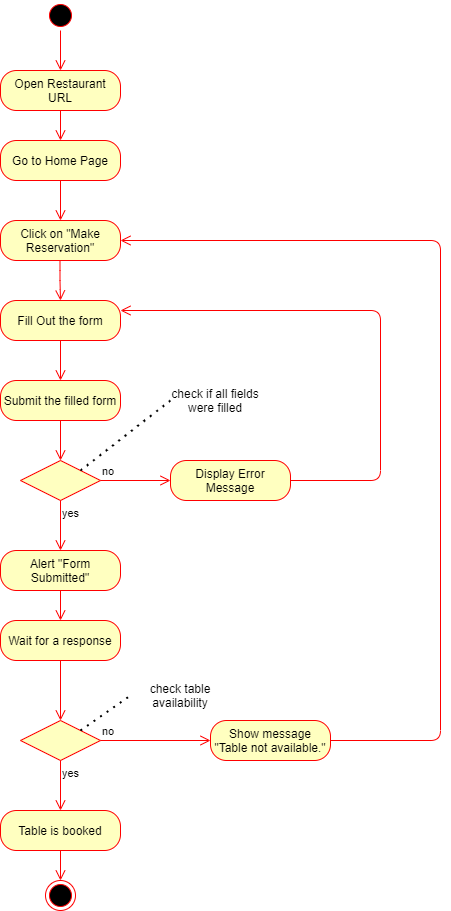 Open Restaurant
URL
Go to Home Page
Click on "Make
Reservation"
Fill Out the form
Submit the filled form
check if all fields
were filled
no
Display Error
Message
yes
Alert "Form
Submitted"
Wait for a response
check table
availability
no
Show message
"Table not available."
yes
Table is booked